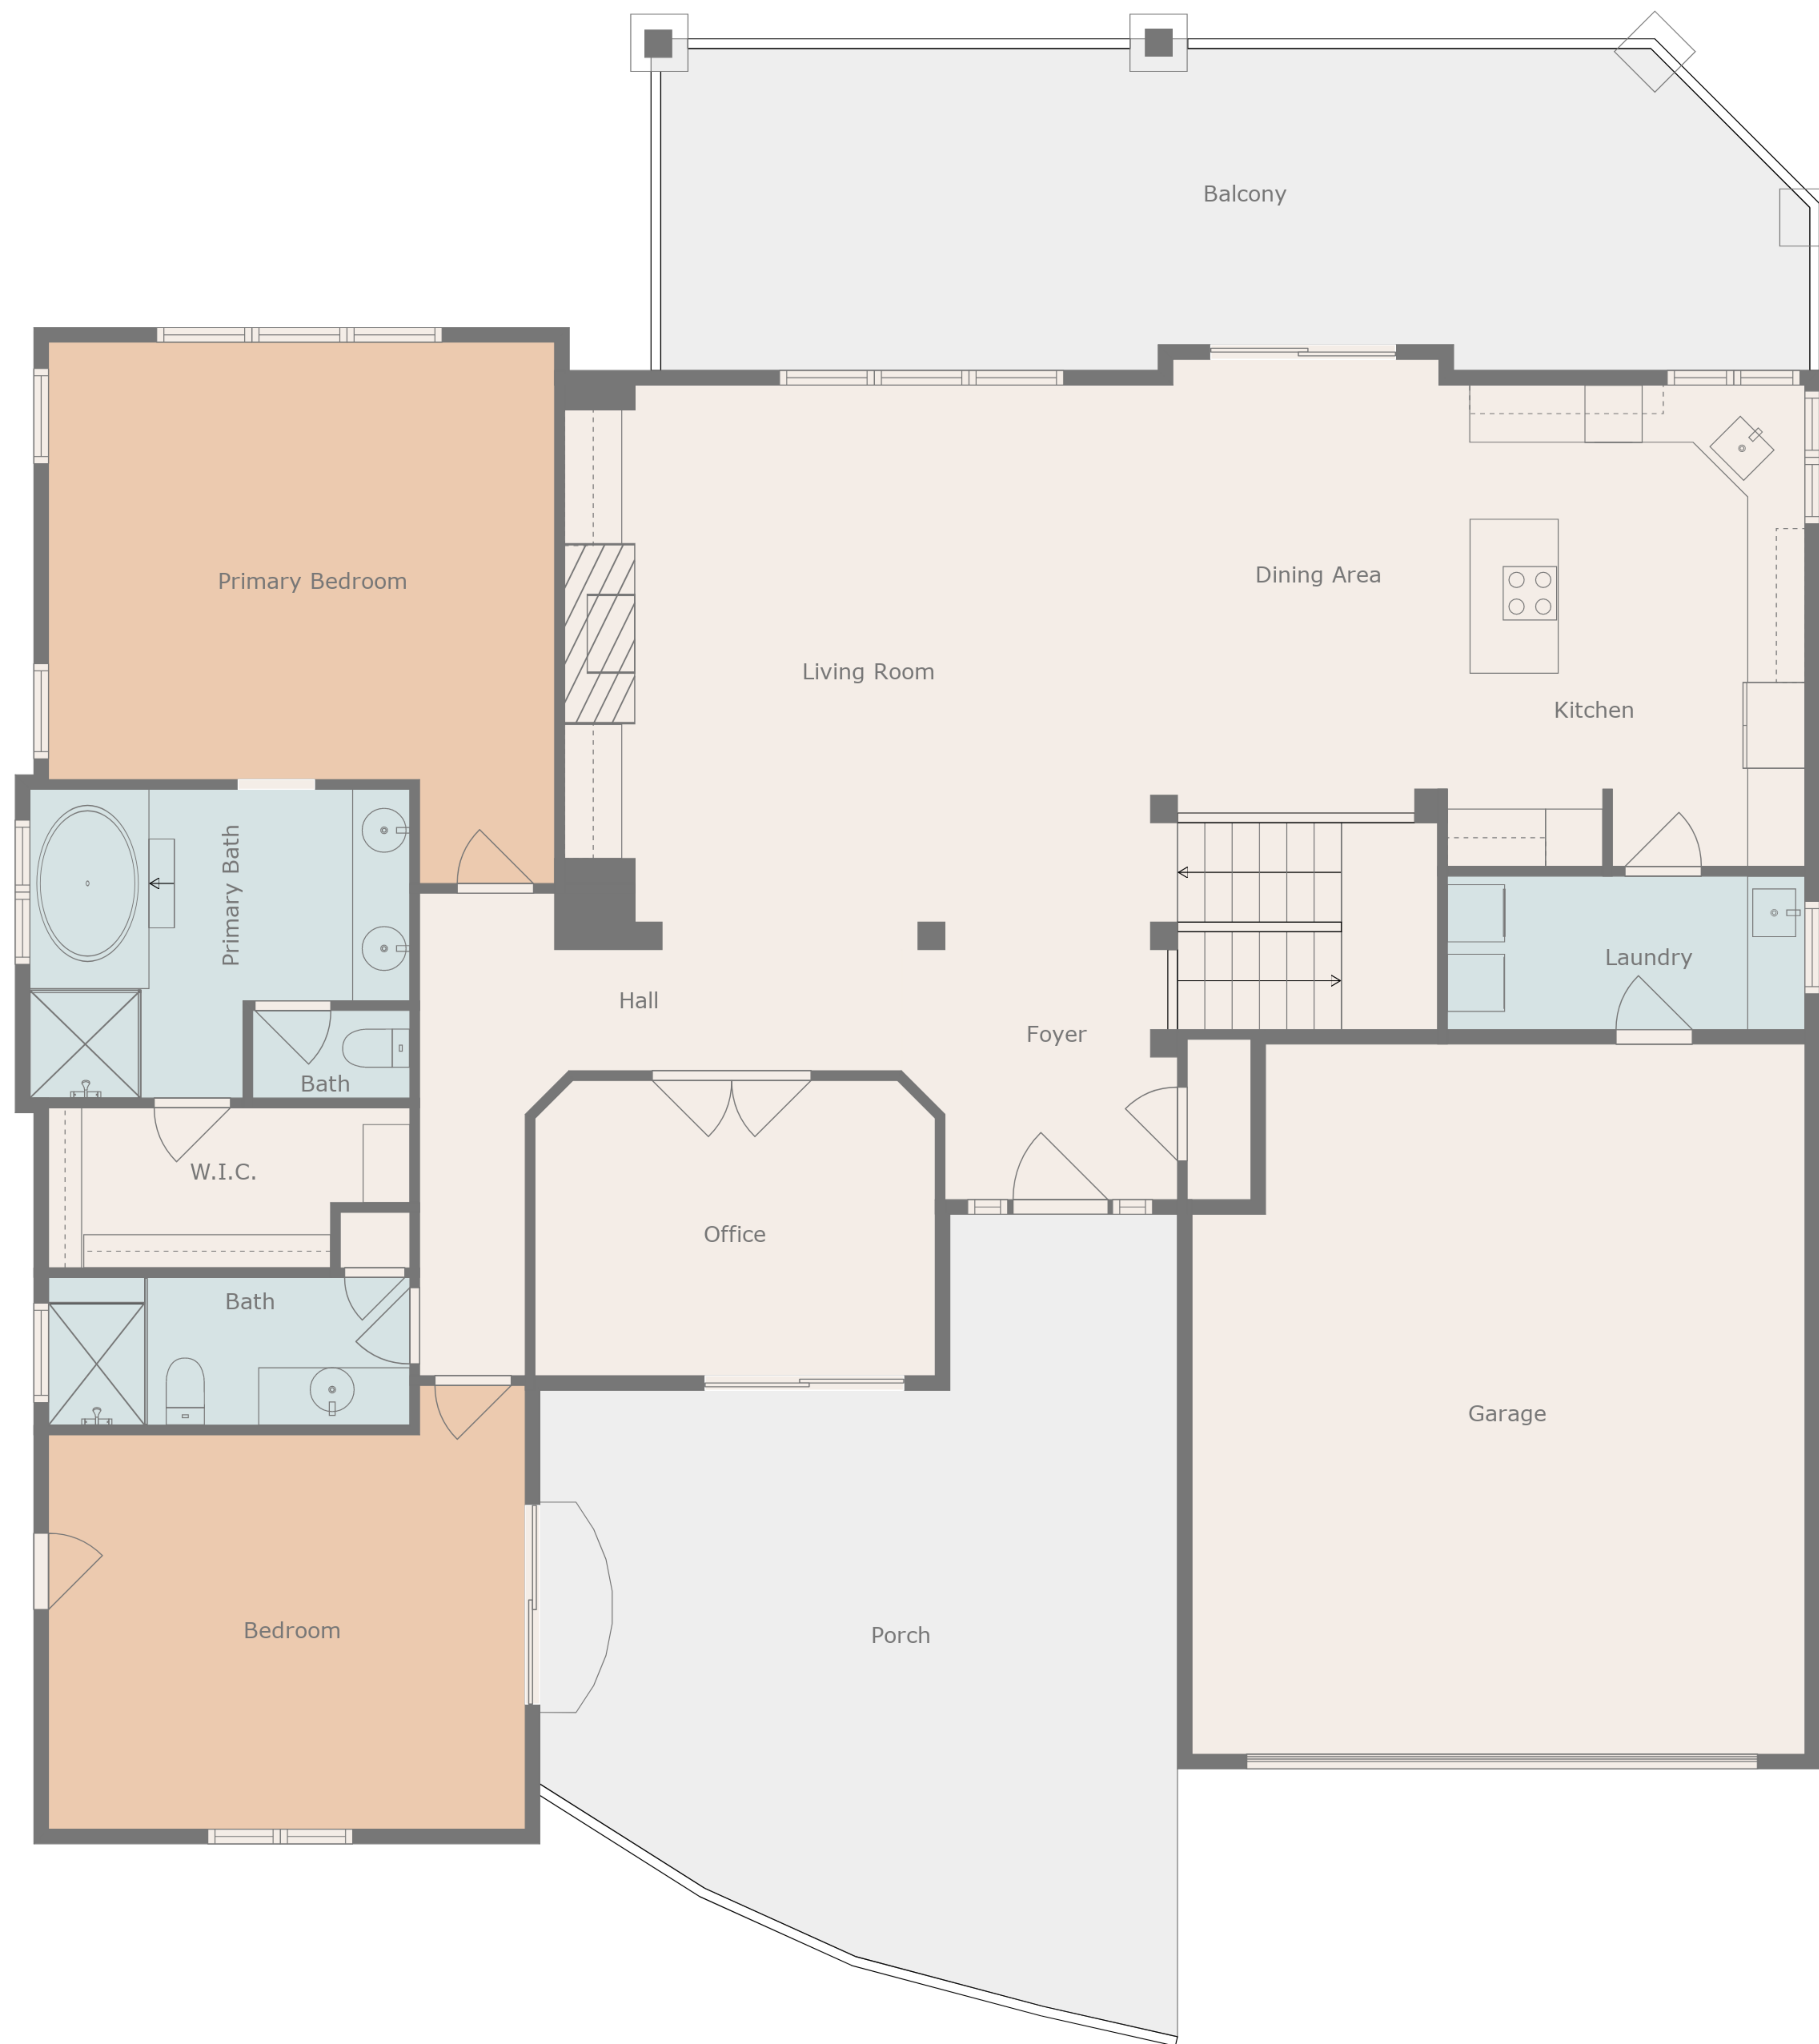 Balcony
Primary Bedroom
Dining Area
Living Room
Kitchen
Primary Bath
Laundry
Hall
Foyer
Bath
W.I.C.
Office
Bath
Garage
Bedroom
Porch